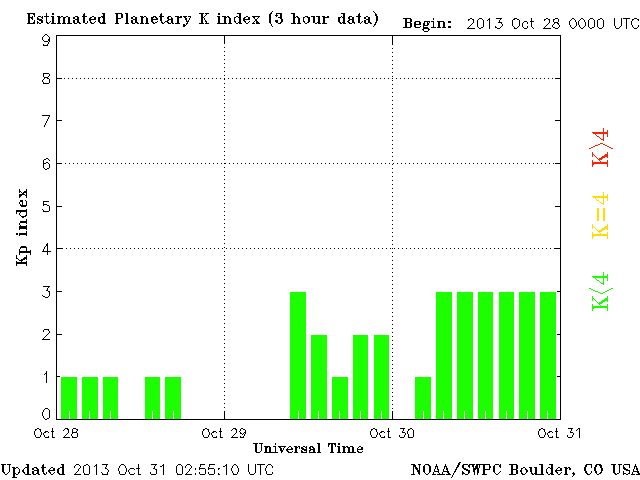 Estimated Planetary K index (3 hour data) Begin: 2013 Oct 28 0000 UTC
9
8
7
6
5
4
3
2
1
0
Kp index
K>4
K=4
K<4
Oct 28 Oct 29 Oct 30 Oct 31
Universal Time
Updated 2013 Oct 31 02:55:10 UTC NOAA/SWPC Boulder, CO USA